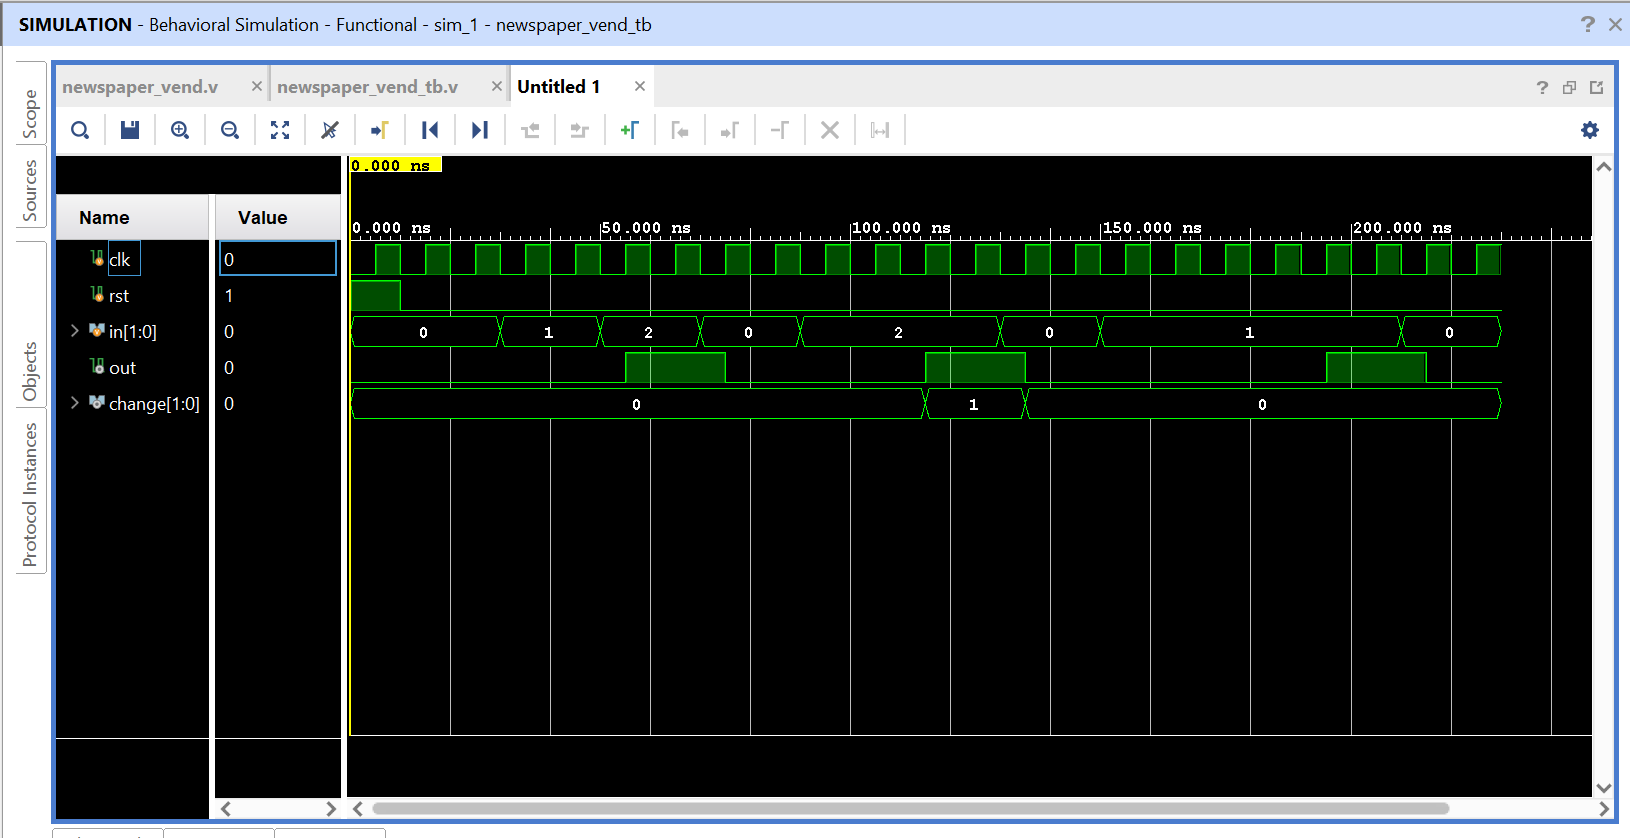 SIMULATION - Behavioral Simulation - Functional - sim_1 - newspaper_vend_tb ? ×
Scope
Sources
Objects
Protocol Instances
newspaper_vend.v × newspaper_vend_tb.v × Untitled 1 × ?
0.000 ns
Name Value
0.000 ns 50.000 ns 100.000 ns 150.000 ns 200.000 ns
clk 0
rst 1
in[1:0] 0 0 1 2 0 2 0 1 0
out 0
change[1:0] 0 0 1 0